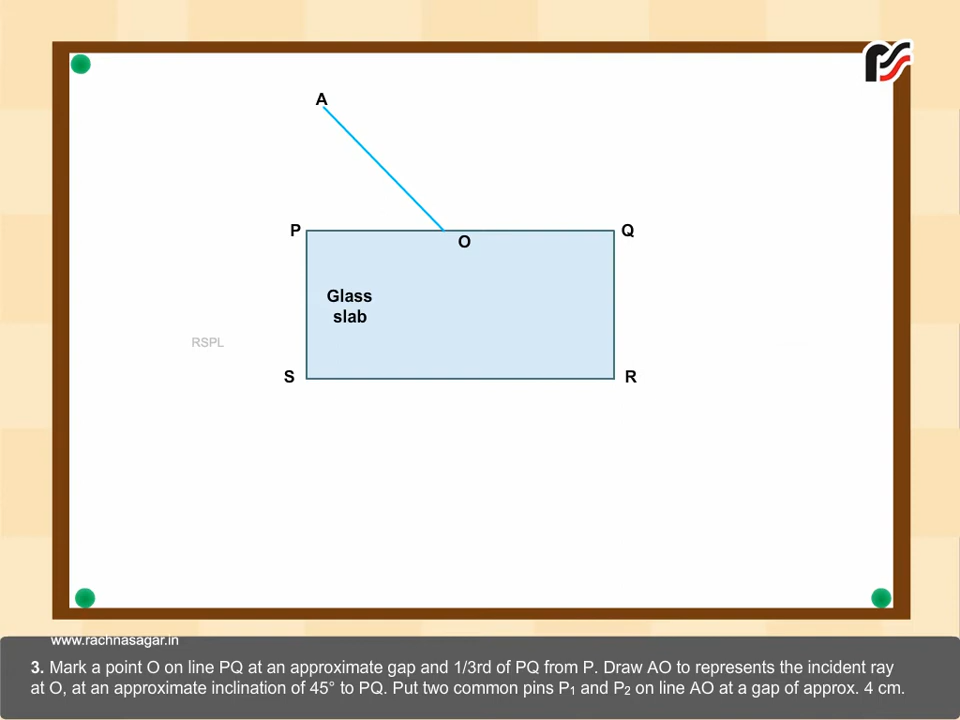 A
P
Q
O
Glass
slab
RSPL
S
R
www.rachnasagar.in
3. Mark a point O on line PQ at an approximate gap and 1/3rd of PQ from P. Draw AO to represents the incident ray
at O, at an approximate inclination of 45° to PQ. Put two common pins P₁ and P₂ on line AO at a gap of approx. 4 cm.